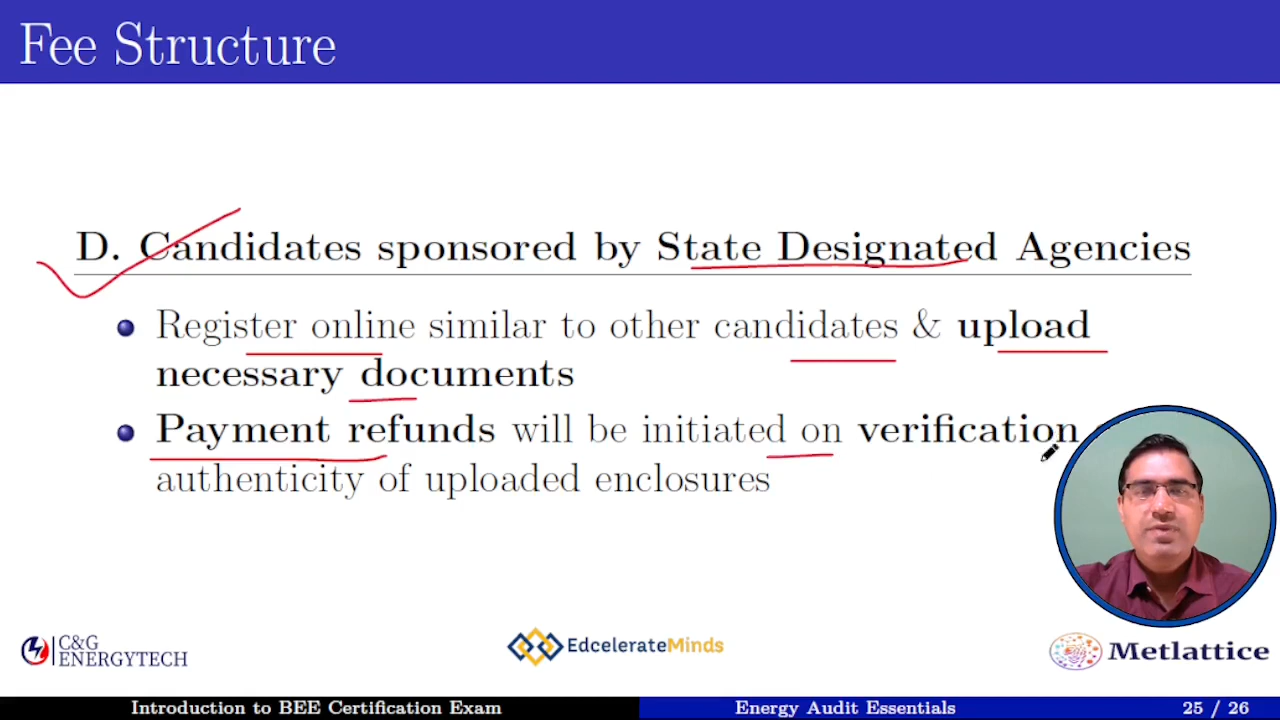 Fee Structure
D. Candidates sponsored by State Designated Agencies
Register online similar to other candidates & upload
necessary documents
Payment refunds will be initiated on verification
authenticity of uploaded enclosures
C&G
ENERGYTECH
EdcelerateMinds
Metlattice
Introduction to BEE Certification Exam
Energy Audit Essentials
25 / 26